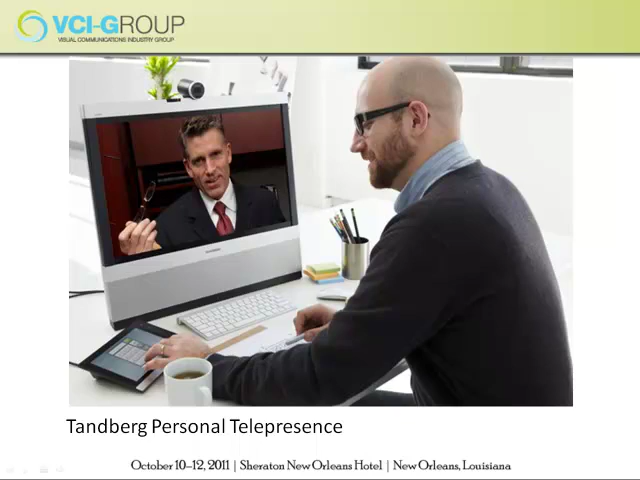 VCI-GROUP
VISUAL COMMUNICATIONS INDUSTRY GROUP
Tandberg Personal Telepresence
October 10–12, 2011 | Sheraton New Orleans Hotel | New Orleans, Louisiana